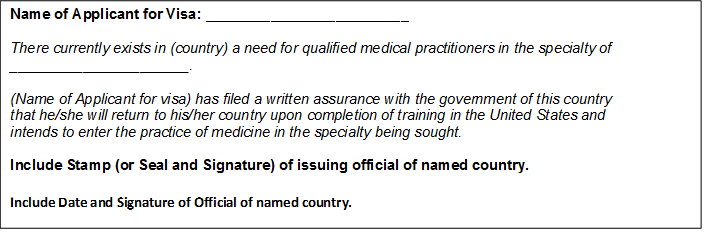 Name of Applicant for Visa: _________________________
There currently exists in (country) a need for qualified medical practitioners in the specialty of
______________________.
(Name of Applicant for visa) has filed a written assurance with the government of this country
that he/she will return to his/her country upon completion of training in the United States and
intends to enter the practice of medicine in the specialty being sought.
Include Stamp (or Seal and Signature) of issuing official of named country.
Include Date and Signature of Official of named country.